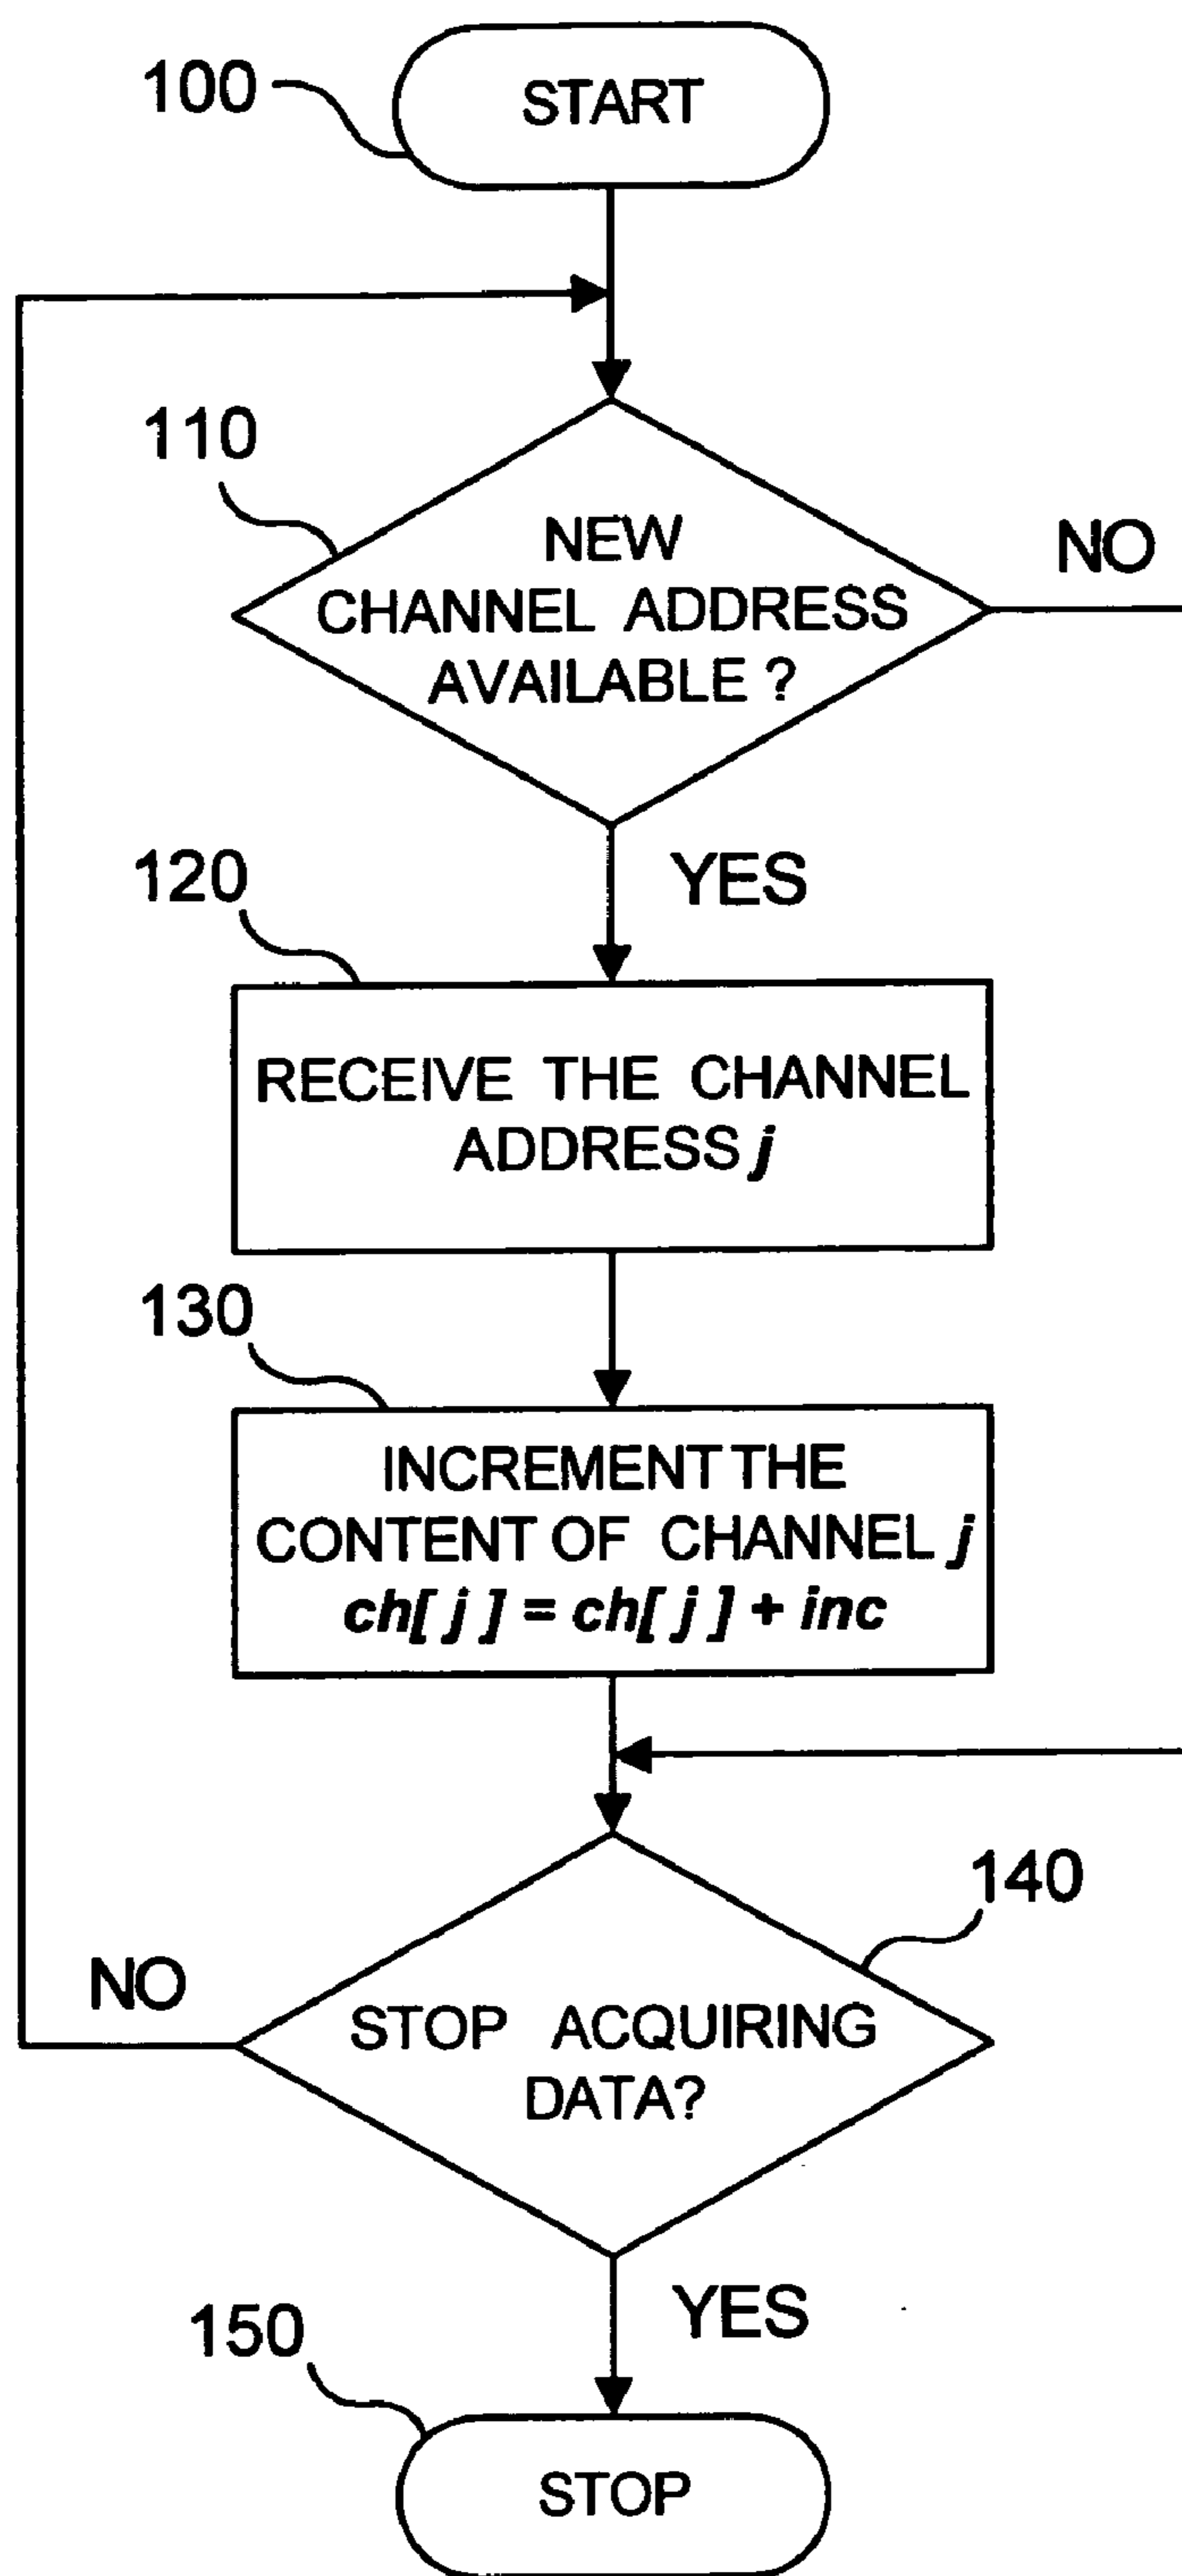 100
START
110
NEW
CHANNEL ADDRESS
AVAILABLE ?
NO
120
YES
RECEIVE THE CHANNEL
ADDRESS j
130
INCREMENT THE
CONTENT OF CHANNEL j
ch[ j ] = ch[ j ] + inc
140
NO
STOP ACQUIRING
DATA?
150
YES
STOP